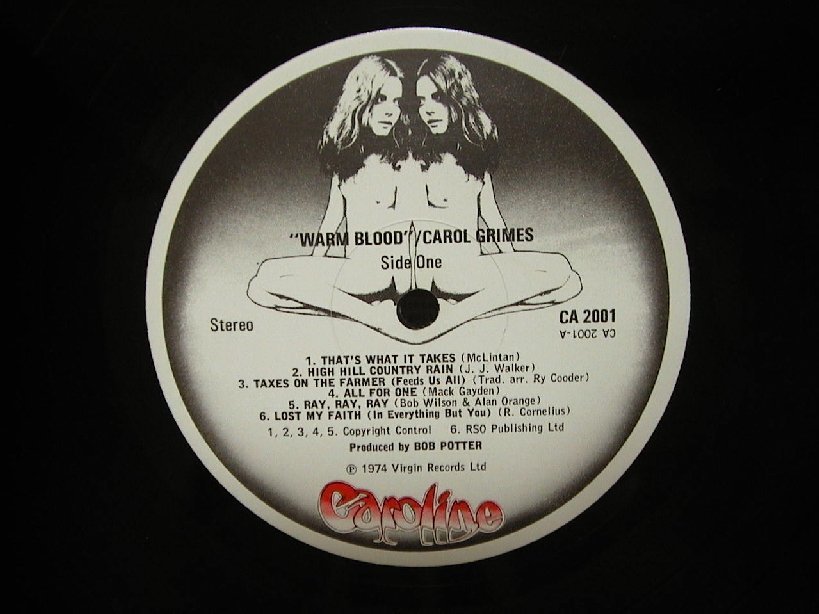 "WARM BLOOD"/CAROL GRIMES
Side One
Stereo
CA 2001
CA 2001-A
1. THAT'S WHAT IT TAKES (McLintan)
2. HIGH HILL COUNTRY RAIN (J. J. Walker)
3. TAXES ON THE FARMER (Feeds Us All) (Trad. arr. Ry Cooder)
4. ALL FOR ONE (Mack Gayden)
5. RAY, RAY, RAY (Bob Wilson & Alan Orange)
6. LOST MY FAITH (In Everything But You) (R. Cornelius)
1, 2, 3, 4, 5. Copyright Control 6. RSO Publishing Ltd
Produced by BOB POTTER
℗ 1974 Virgin Records Ltd
Caroline